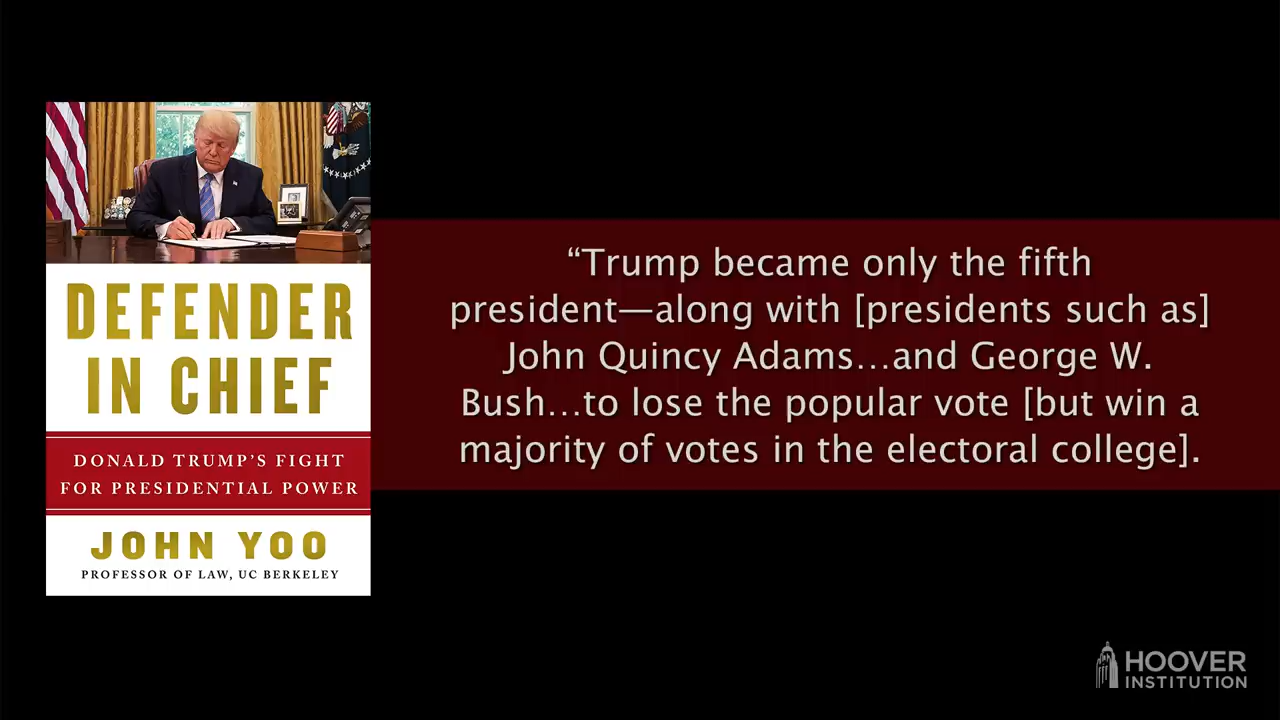 DEFENDER
IN CHIEF
DONALD TRUMP'S FIGHT
FOR PRESIDENTIAL POWER
JOHN YOO
PROFESSOR OF LAW, UC BERKELEY
“Trump became only the fifth
president—along with [presidents such as]
John Quincy Adams...and George W.
Bush...to lose the popular vote [but win a
majority of votes in the electoral college].
HOOVER
INSTITUTION